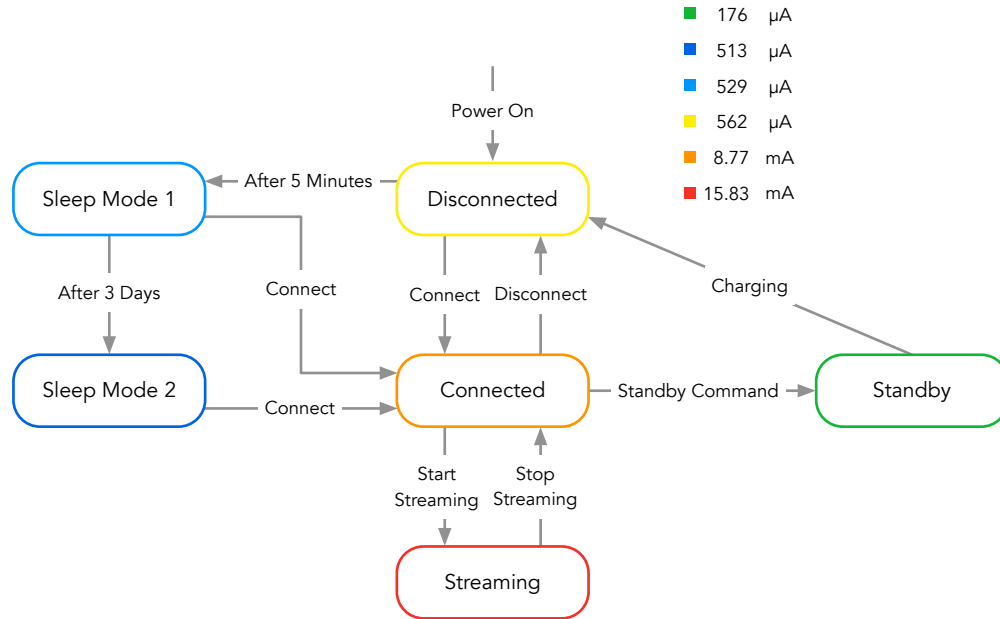 176 µA
513 µA
529 µA
562 µA
8.77 mA
15.83 mA
Power On
Sleep Mode 1
After 5 Minutes
Disconnected
After 3 Days
Connect
Connect
Disconnect
Charging
Sleep Mode 2
Connect
Connected
Standby Command
Standby
Start
Streaming
Stop
Streaming
Streaming